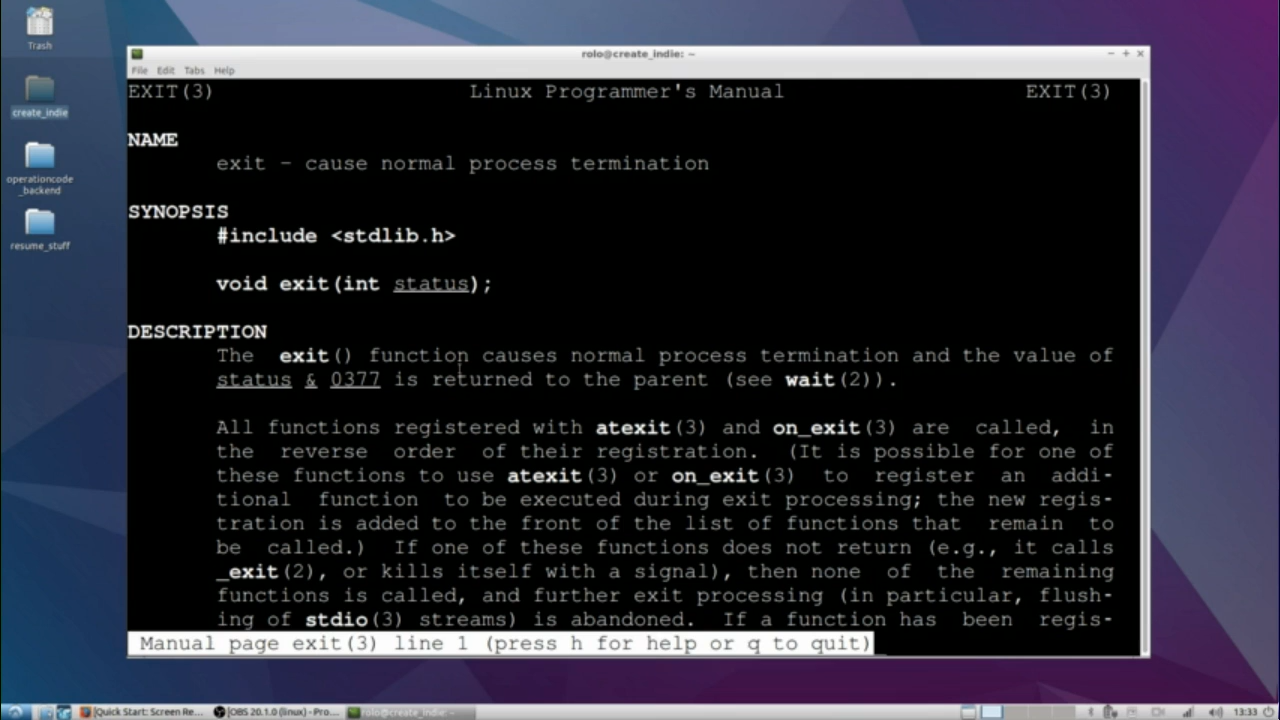 Trash
create_indie
operationcode
_backend
resume_stuff
rolo@create_indie: ~
File Edit Tabs Help
EXIT(3) Linux Programmer's Manual EXIT(3)
NAME
exit - cause normal process termination
SYNOPSIS
#include <stdlib.h>
void exit(int status);
DESCRIPTION
The exit() function causes normal process termination and the value of
status & 0377 is returned to the parent (see wait(2)).
All functions registered with atexit(3) and on_exit(3) are called, in
the reverse order of their registration. (It is possible for one of
these functions to use atexit(3) or on_exit(3) to register an addi-
tional function to be executed during exit processing; the new regis-
tration is added to the front of the list of functions that remain to
be called.) If one of these functions does not return (e.g., it calls
_exit(2), or kills itself with a signal), then none of the remaining
functions is called, and further exit processing (in particular, flush-
ing of stdio(3) streams) is abandoned. If a function has been regis-
Manual page exit(3) line 1 (press h for help or q to quit)
[Quick Start: Screen Re... [OBS 20.1.0 (linux) - Pro... rolo@create_indie: ~ 13:33